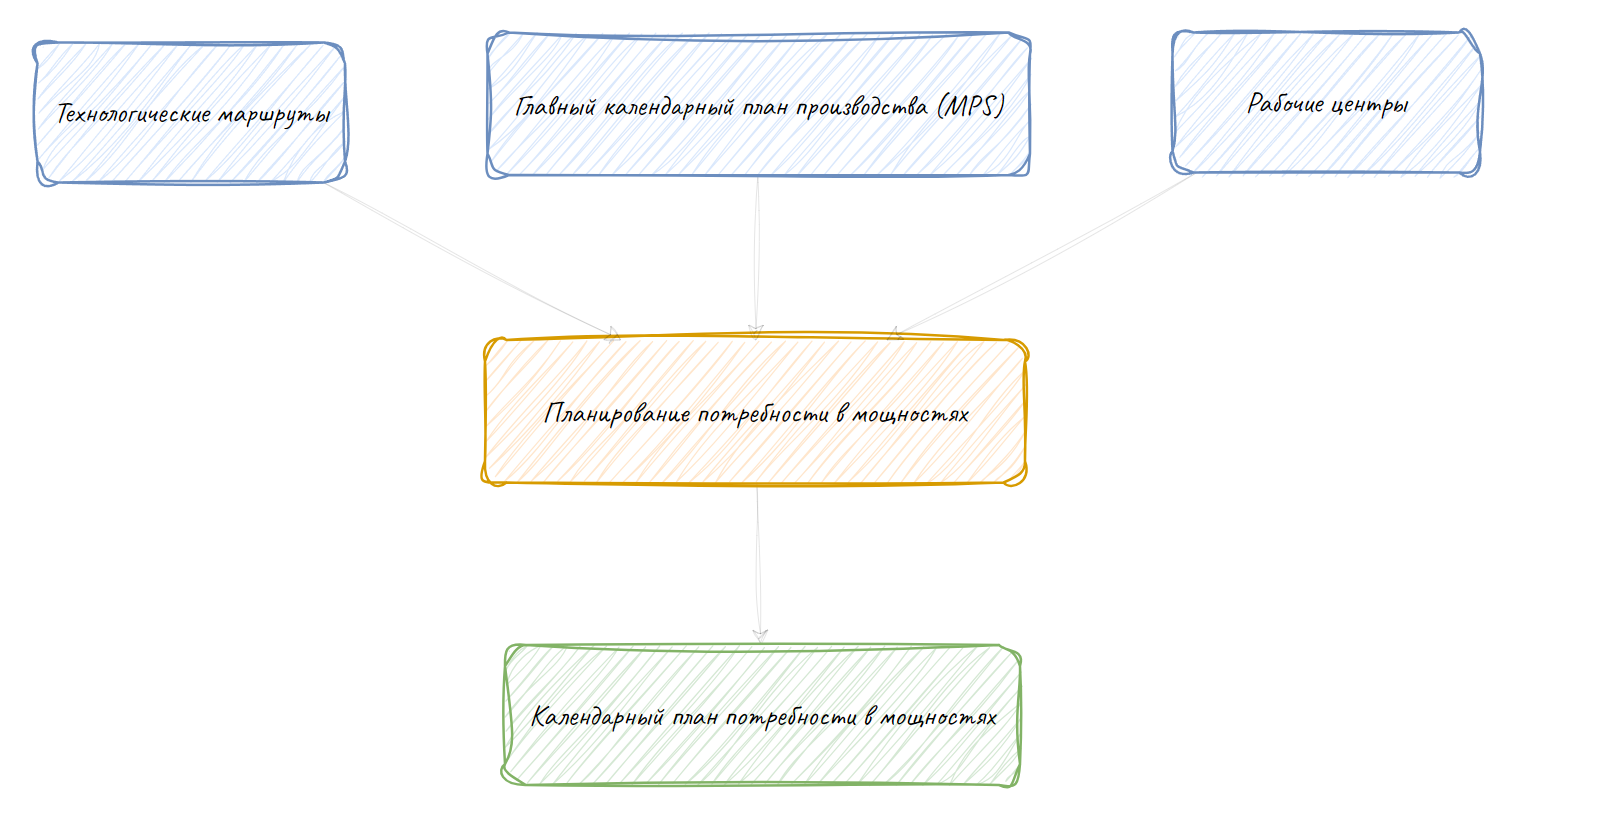 Технологические маршруты
Главный календарный план производства (MPS)
Рабочие центры
Планирование потребности в мощностях
Календарный план потребности в мощностях